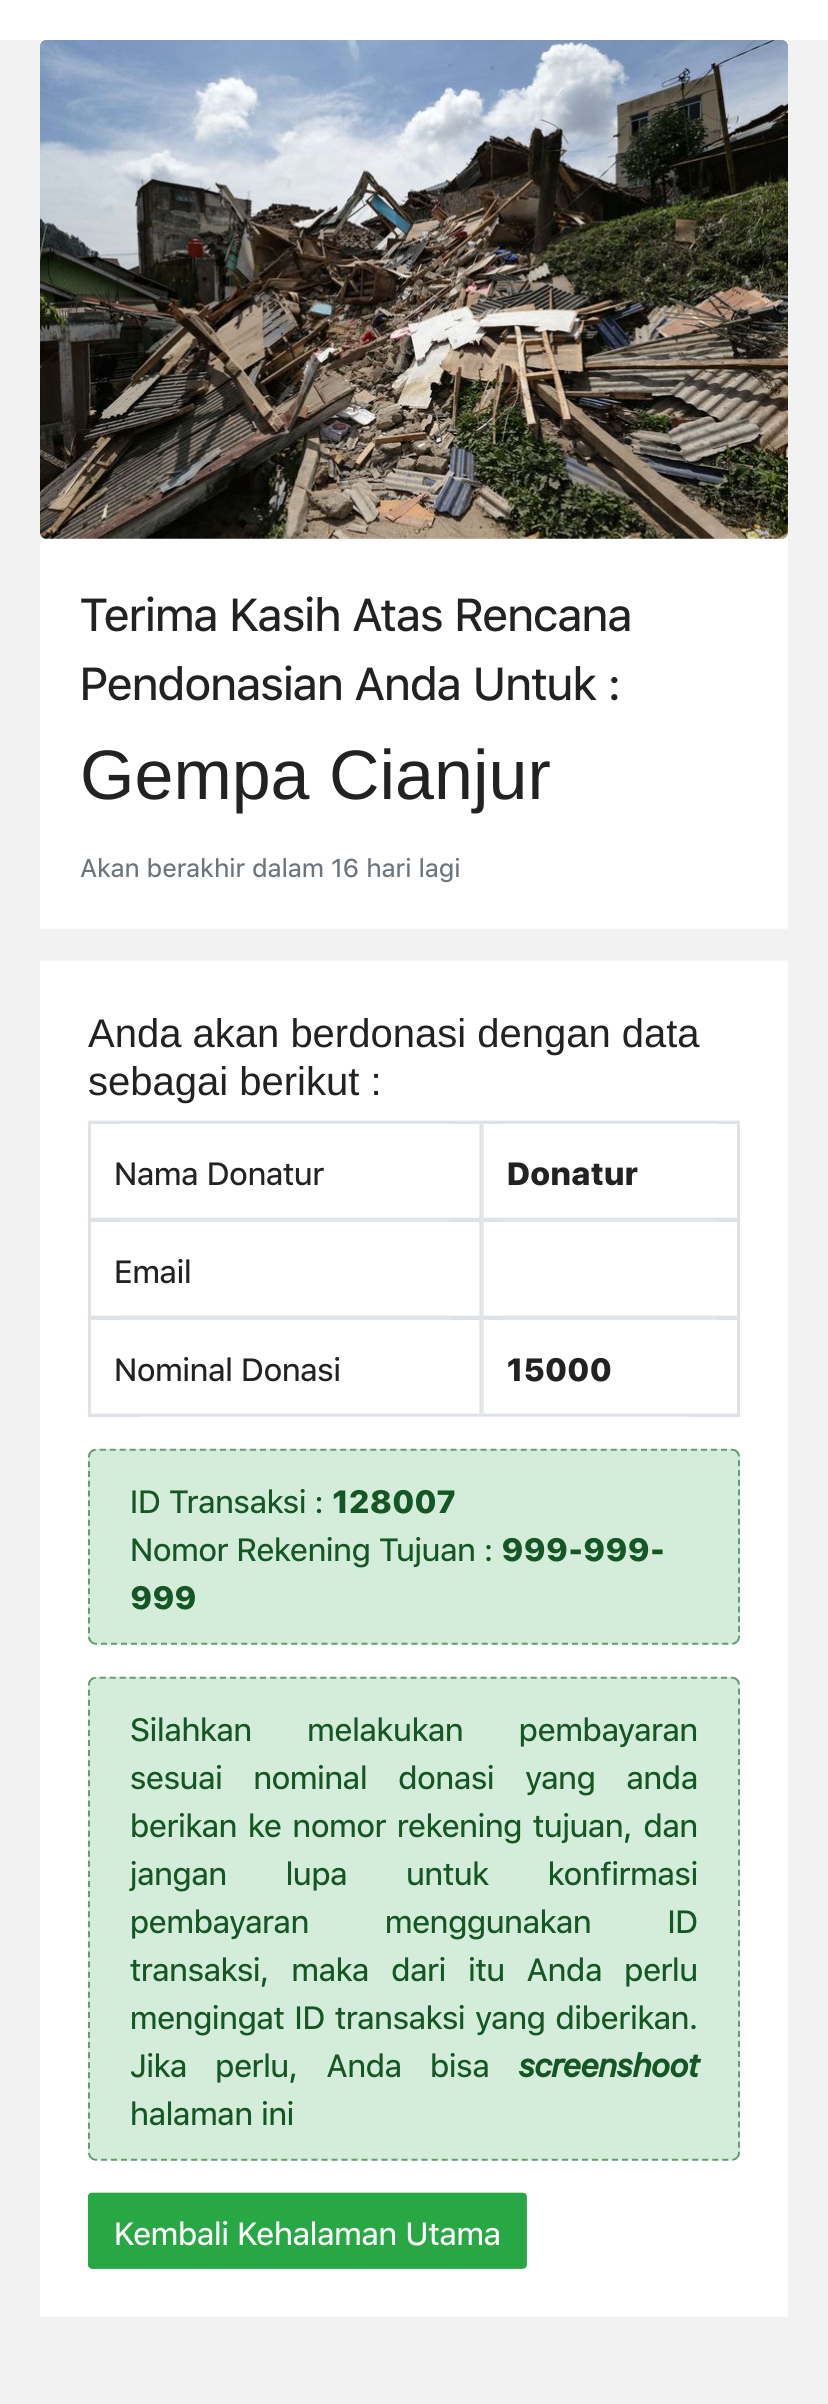 Terima Kasih Atas Rencana
Pendonasian Anda Untuk :
Gempa Cianjur
Akan berakhir dalam 16 hari lagi
Anda akan berdonasi dengan data
sebagai berikut :
Nama Donatur Donatur
Email
Nominal Donasi 15000
ID Transaksi : 128007
Nomor Rekening Tujuan : 999-999-
999
Silahkan melakukan pembayaran
sesuai nominal donasi yang anda
berikan ke nomor rekening tujuan, dan
jangan lupa untuk konfirmasi
pembayaran menggunakan ID
transaksi, maka dari itu Anda perlu
mengingat ID transaksi yang diberikan.
Jika perlu, Anda bisa screenshoot
halaman ini
Kembali Kehalaman Utama